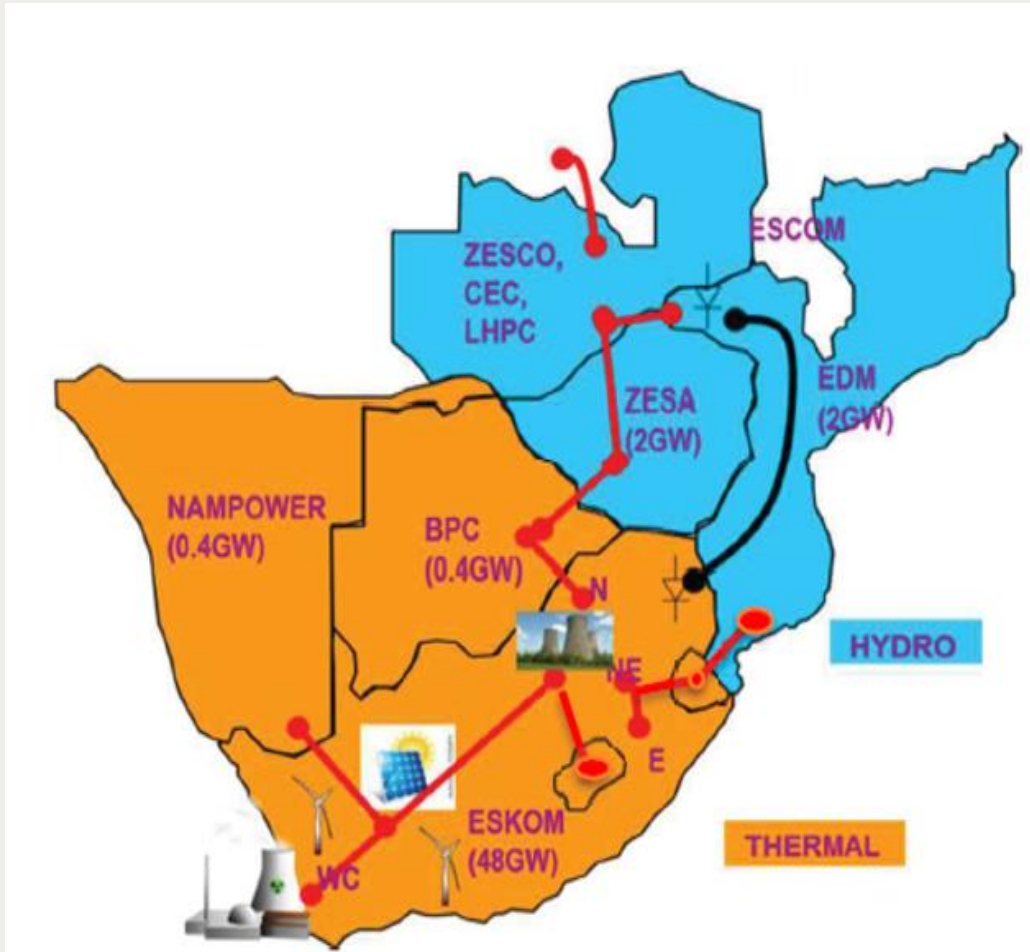 ESCOM
ZESCO,
CEC,
LHPC
ZESA
(2GW)
EDM
(2GW)
NAMPOWER
(0.4GW)
BPC
(0.4GW)
N
HYDRO
NE
E
ESKOM
(48GW)
THERMAL
WC